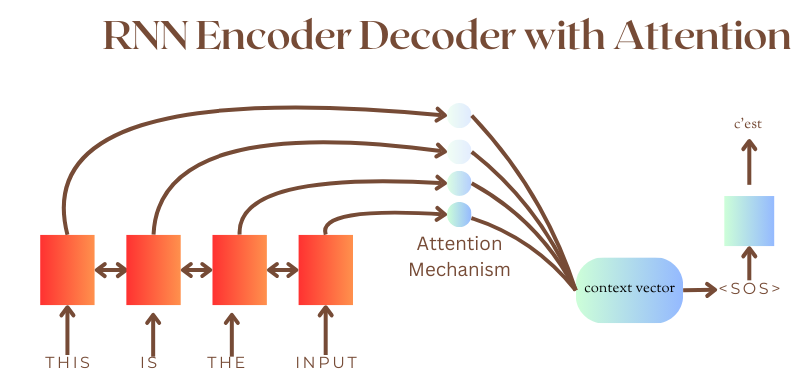 RNN Encoder Decoder with Attention
c'est
Attention
Mechanism
context vector
<SOS>
THIS IS THE INPUT